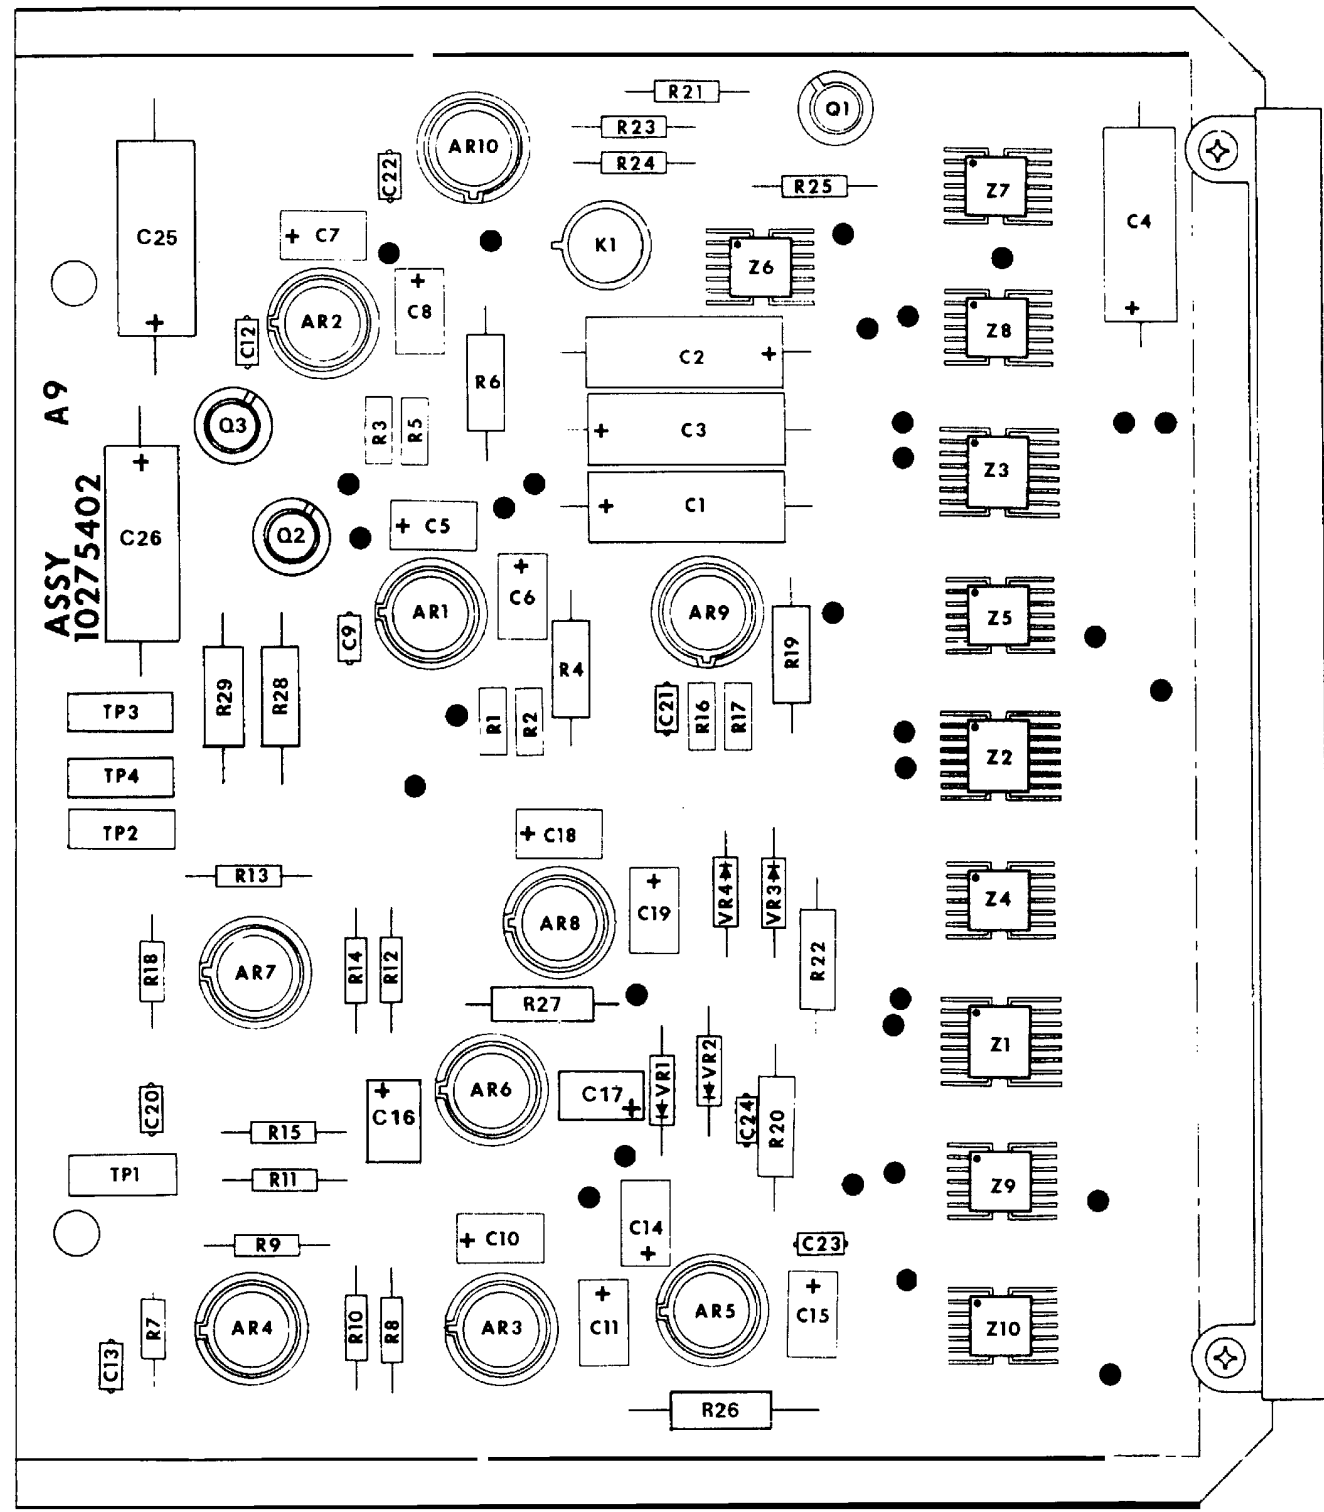 R21
Q1
R23
AR10
R24
C22
R25
Z7
C25
C7
K1
C4
Z6
C8
AR2
C12
Z8
C2
R6
A9
Q3
R3
R5
C3
Z3
C1
C5
Q2
C26
ASSY
10275402
C6
AR1
AR9
Z5
C9
R4
R19
R29
R28
TP3
R1
R2
C21
R16
R17
Z2
TP4
TP2
C18
R13
VR4
VR3
Z4
C19
AR8
R18
AR7
R14
R12
R22
R27
Z1
VR1
VR2
AR6
C17
C20
C16
C24
R20
R15
TP1
R11
Z9
C14
C10
R9
C23
C15
AR5
R7
AR4
R10
R8
AR3
C11
Z10
C13
R26